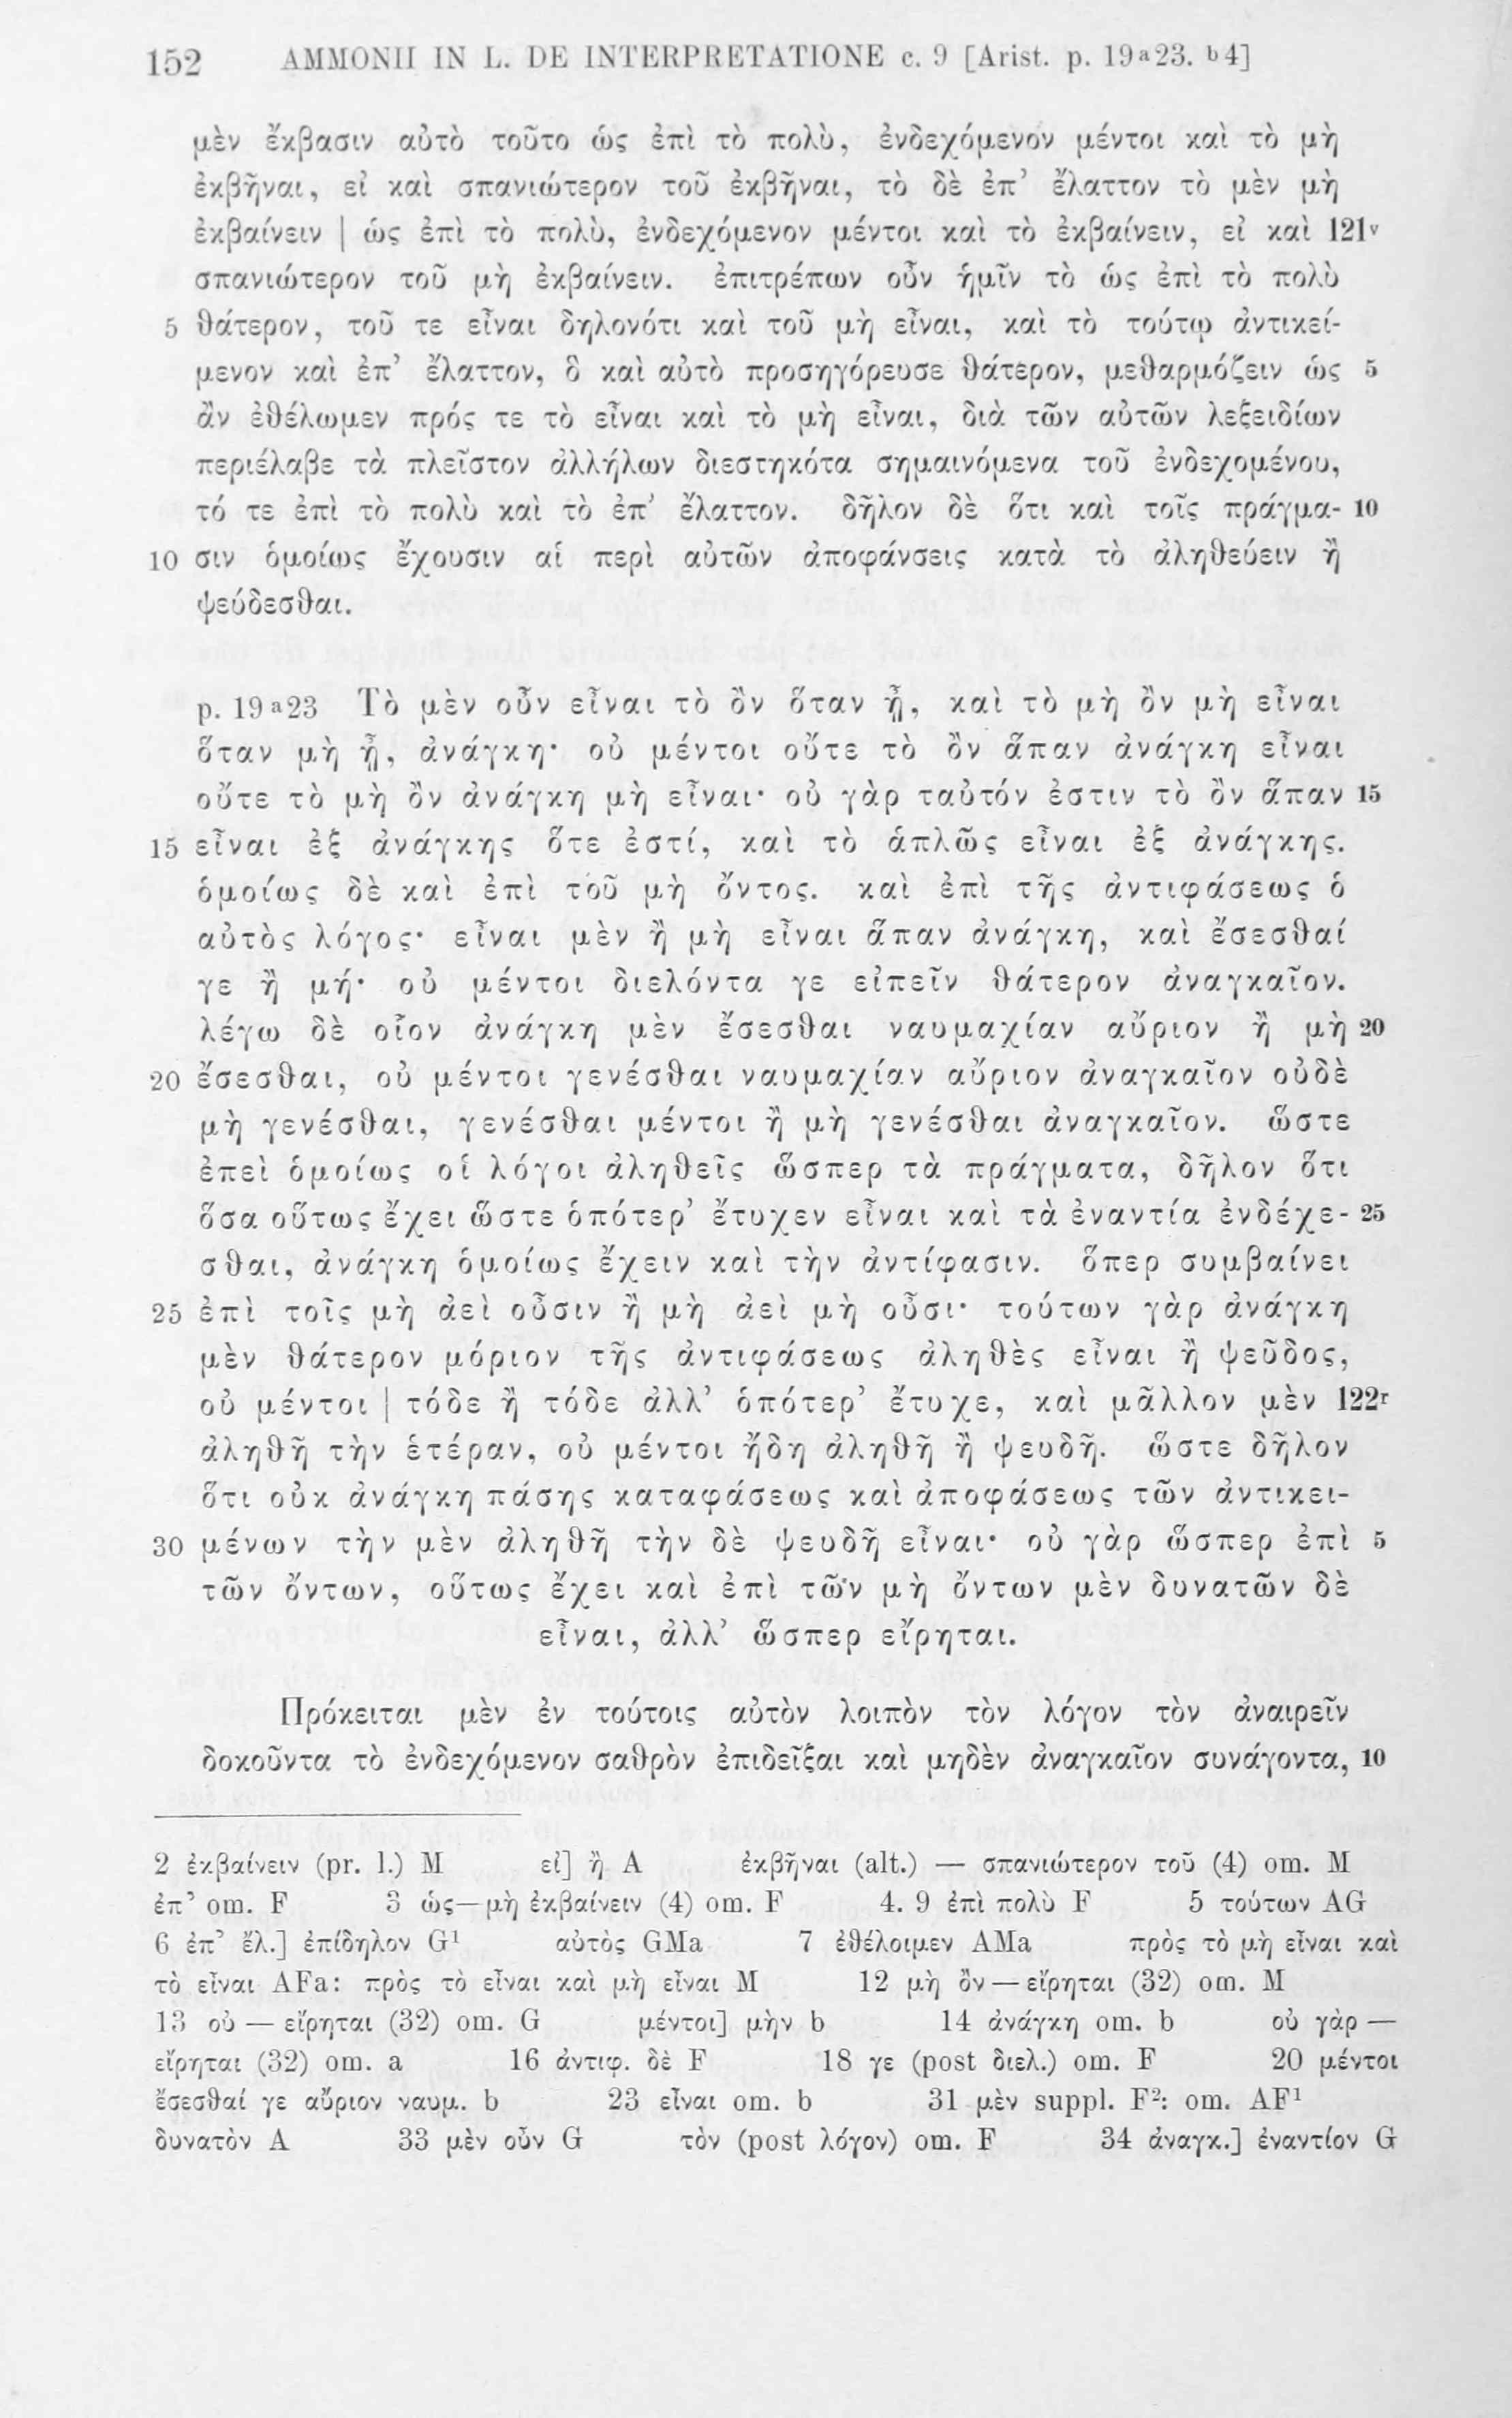 152 AMMONII IN L. DE INTERPRETATIONE c. 9 [Arist. p. 19ᵃ23. ᵇ4]
μὲν ἔκβασιν αὐτὸ τοῦτο ὡς ἐπὶ τὸ πολὺ, ἐνδεχόμενον μέντοι καὶ τὸ μὴ
ἐκβῆναι, εἰ καὶ σπανιώτερον τοῦ ἐκβῆναι, τὸ δὲ ἐπ’ ἔλαττον τὸ μὲν μὴ
ἐκβαίνειν | ὡς ἐπὶ τὸ πολὺ, ἐνδεχόμενον μέντοι καὶ τὸ ἐκβαίνειν, εἰ καὶ 121ᵛ
σπανιώτερον τοῦ μὴ ἐκβαίνειν. ἐπιτρέπων οὖν ἡμῖν τὸ ὡς ἐπὶ τὸ πολὺ
5 θάτερον, τοῦ τε εἶναι δηλονότι καὶ τοῦ μὴ εἶναι, καὶ τὸ τούτῳ ἀντικεί-
μενον καὶ ἐπ’ ἔλαττον, ὃ καὶ αὐτὸ προσηγόρευσε θάτερον, μεθαρμόζειν ὡς 5
ἂν ἐθέλωμεν πρός τε τὸ εἶναι καὶ τὸ μὴ εἶναι, διὰ τῶν αὐτῶν λεξειδίων
περιέλαβε τὰ πλεῖστον ἀλλήλων διεστηκότα σημαινόμενα τοῦ ἐνδεχομένου,
τό τε ἐπὶ τὸ πολὺ καὶ τὸ ἐπ’ ἔλαττον. δῆλον δὲ ὅτι καὶ τοῖς πράγμα- 10
10 σιν ὁμοίως ἔχουσιν αἱ περὶ αὐτῶν ἀποφάνσεις κατὰ τὸ ἀληθεύειν ἢ
ψεύδεσθαι.
p. 19ᵃ23 Τὸ μὲν οὖν εἶναι τὸ ὂν ὅταν ᾖ, καὶ τὸ μὴ ὂν μὴ εἶναι
ὅταν μὴ ᾖ, ἀνάγκη· οὐ μέντοι οὔτε τὸ ὂν ἅπαν ἀνάγκη εἶναι
οὔτε τὸ μὴ ὂν ἀνάγκη μὴ εἶναι· οὐ γὰρ ταὐτόν ἐστιν τὸ ὂν ἅπαν 15
15 εἶναι ἐξ ἀνάγκης ὅτε ἐστί, καὶ τὸ ἁπλῶς εἶναι ἐξ ἀνάγκης.
ὁμοίως δὲ καὶ ἐπὶ τοῦ μὴ ὄντος. καὶ ἐπὶ τῆς ἀντιφάσεως ὁ
αὐτὸς λόγος· εἶναι μὲν ἢ μὴ εἶναι ἅπαν ἀνάγκη, καὶ ἔσεσθαί
γε ἢ μή· οὐ μέντοι διελόντα γε εἰπεῖν θάτερον ἀναγκαῖον.
λέγω δὲ οἷον ἀνάγκη μὲν ἔσεσθαι ναυμαχίαν αὔριον ἢ μὴ 20
20 ἔσεσθαι, οὐ μέντοι γενέσθαι ναυμαχίαν αὔριον ἀναγκαῖον οὐδὲ
μὴ γενέσθαι, γενέσθαι μέντοι ἢ μὴ γενέσθαι ἀναγκαῖον. ὥστε
ἐπεὶ ὁμοίως οἱ λόγοι ἀληθεῖς ὥσπερ τὰ πράγματα, δῆλον ὅτι
ὅσα οὕτως ἔχει ὥστε ὁπότερ’ ἔτυχεν εἶναι καὶ τὰ ἐναντία ἐνδέχε- 25
σθαι, ἀνάγκη ὁμοίως ἔχειν καὶ τὴν ἀντίφασιν. ὅπερ συμβαίνει
25 ἐπὶ τοῖς μὴ ἀεὶ οὖσιν ἢ μὴ ἀεὶ μὴ οὖσι· τούτων γὰρ ἀνάγκη
μὲν θάτερον μόριον τῆς ἀντιφάσεως ἀληθὲς εἶναι ἢ ψεῦδος,
οὐ μέντοι | τόδε ἢ τόδε ἀλλ’ ὁπότερ’ ἔτυχε, καὶ μᾶλλον μὲν 122ʳ
ἀληθῆ τὴν ἑτέραν, οὐ μέντοι ἤδη ἀληθῆ ἢ ψευδῆ. ὥστε δῆλον
ὅτι οὐκ ἀνάγκη πάσης καταφάσεως καὶ ἀποφάσεως τῶν ἀντικει-
30 μένων τὴν μὲν ἀληθῆ τὴν δὲ ψευδῆ εἶναι· οὐ γὰρ ὥσπερ ἐπὶ 5
τῶν ὄντων, οὕτως ἔχει καὶ ἐπὶ τῶν μὴ ὄντων μὲν δυνατῶν δὲ
εἶναι, ἀλλ’ ὥσπερ εἴρηται.
Πρόκειται μὲν ἐν τούτοις αὐτὸν λοιπὸν τὸν λόγον τὸν ἀναιρεῖν
δοκοῦντα τὸ ἐνδεχόμενον σαθρὸν ἐπιδεῖξαι καὶ μηδὲν ἀναγκαῖον συνάγοντα, 10
2 ἐκβαίνειν (pr. l.) M εἰ] ἢ A ἐκβῆναι (alt.) — σπανιώτερον τοῦ (4) om. M
ἐπ’ om. F 3 ὡς—μὴ ἐκβαίνειν (4) om. F 4. 9 ἐπὶ πολὺ F 5 τούτων AG
6 ἐπ’ ἔλ.] ἐπίδηλον G¹ αὐτὸς GMa 7 ἐθέλοιμεν AMa πρὸς τὸ μὴ εἶναι καὶ
τὸ εἶναι AFa: πρὸς τὸ εἶναι καὶ μὴ εἶναι M 12 μὴ ὂν — εἴρηται (32) om. M
13 οὐ — εἴρηται (32) om. G μέντοι] μὴν b 14 ἀνάγκη om. b οὐ γὰρ —
εἴρηται (32) om. a 16 ἀντιφ. δὲ F 18 γε (post διελ.) om. F 20 μέντοι
ἔσεσθαί γε αὔριον ναυμ. b 23 εἶναι om. b 31 μὲν suppl. F²: om. AF¹
δυνατὸν A 33 μὲν οὖν G τὸν (post λόγον) om. F 34 ἀναγκ.] ἐναντίον G